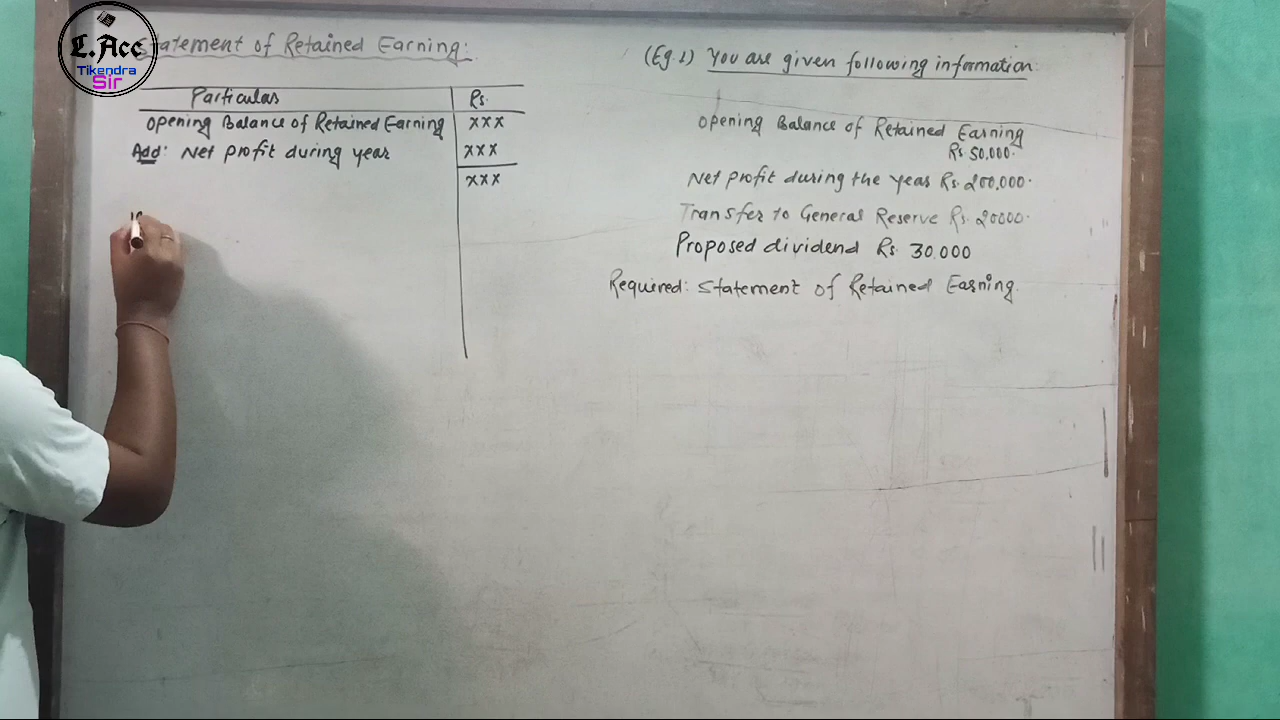 L.Acc
Tikendra
Sir
Statement of Retained Earning:
Particulas Rs.
Opening Balance of Retained Earning xxx
Add: Net profit during year xxx
xxx
(Eg.1) You are given following information:
Opening Balance of Retained Earning
Rs 50,000.
Net profit during the year Rs. 200,000.
Transfer to General Reserve Rs. 20000.
Proposed dividend Rs. 30,000
Required: Statement of Retained Earning.